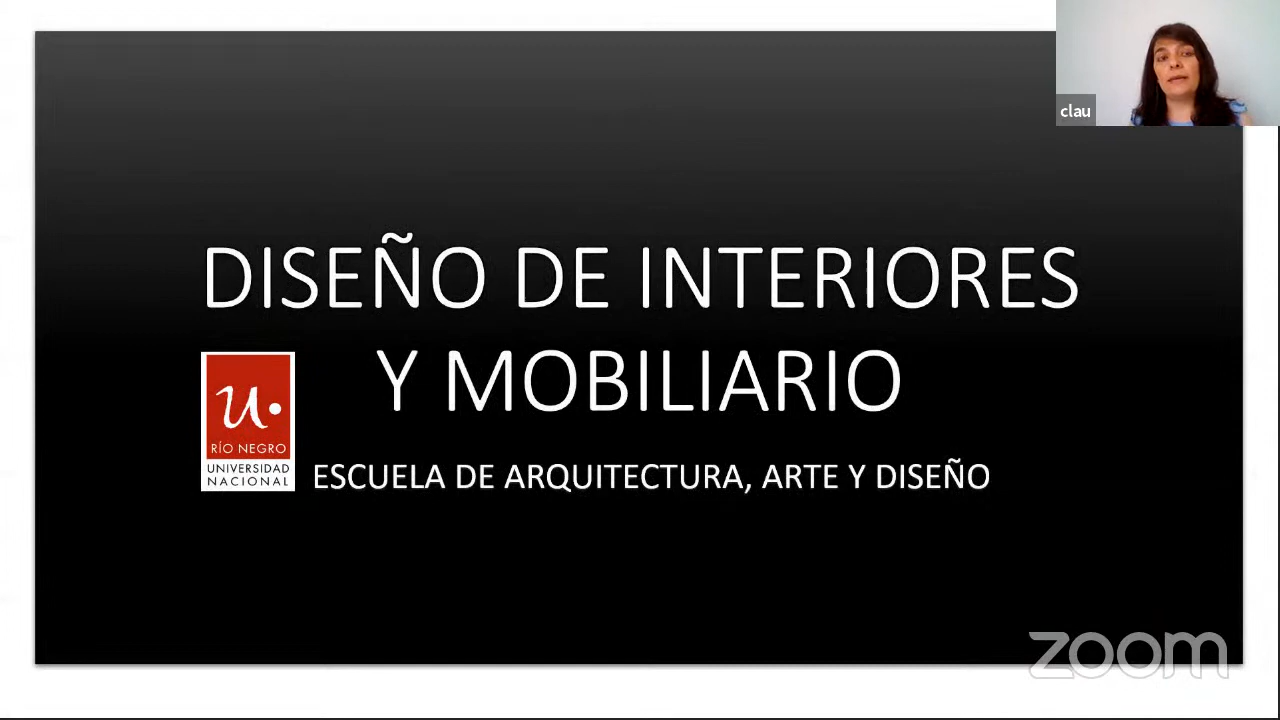 clau
DISEÑO DE INTERIORES
Y MOBILIARIO
u.
RÍO NEGRO
UNIVERSIDAD
NACIONAL
ESCUELA DE ARQUITECTURA, ARTE Y DISEÑO
zoom